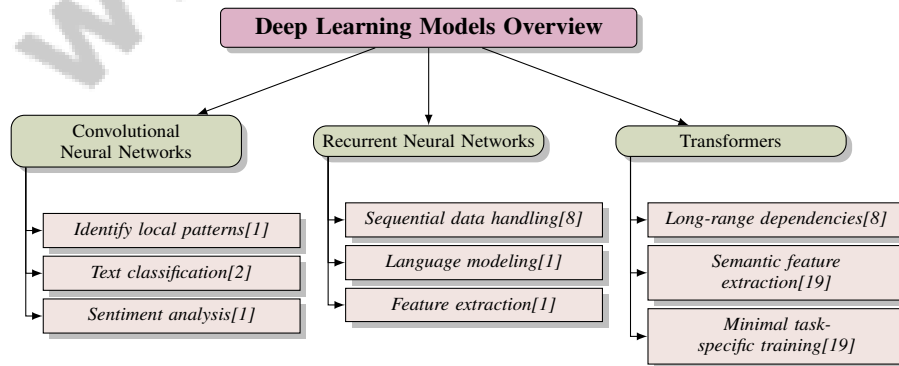 Deep Learning Models Overview
Convolutional
Neural Networks
Identify local patterns[1]
Text classification[2]
Sentiment analysis[1]
Recurrent Neural Networks
Sequential data handling[8]
Language modeling[1]
Feature extraction[1]
Transformers
Long-range dependencies[8]
Semantic feature
extraction[19]
Minimal task-
specific training[19]